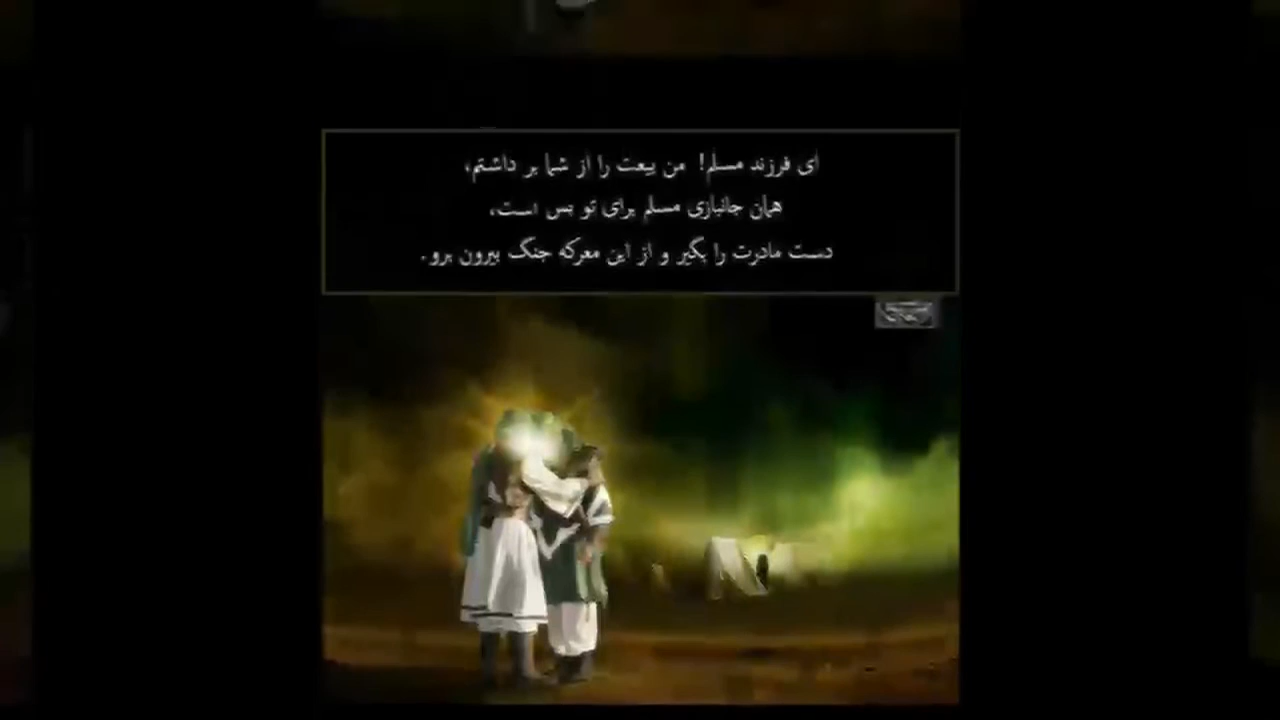 ای فرزند مسلم! من بیعت را از شما بر داشتم،
همان جانبازی مسلم برای تو بس است،
دست مادرت را بگیر و از این معرکه جنگ بیرون برو.